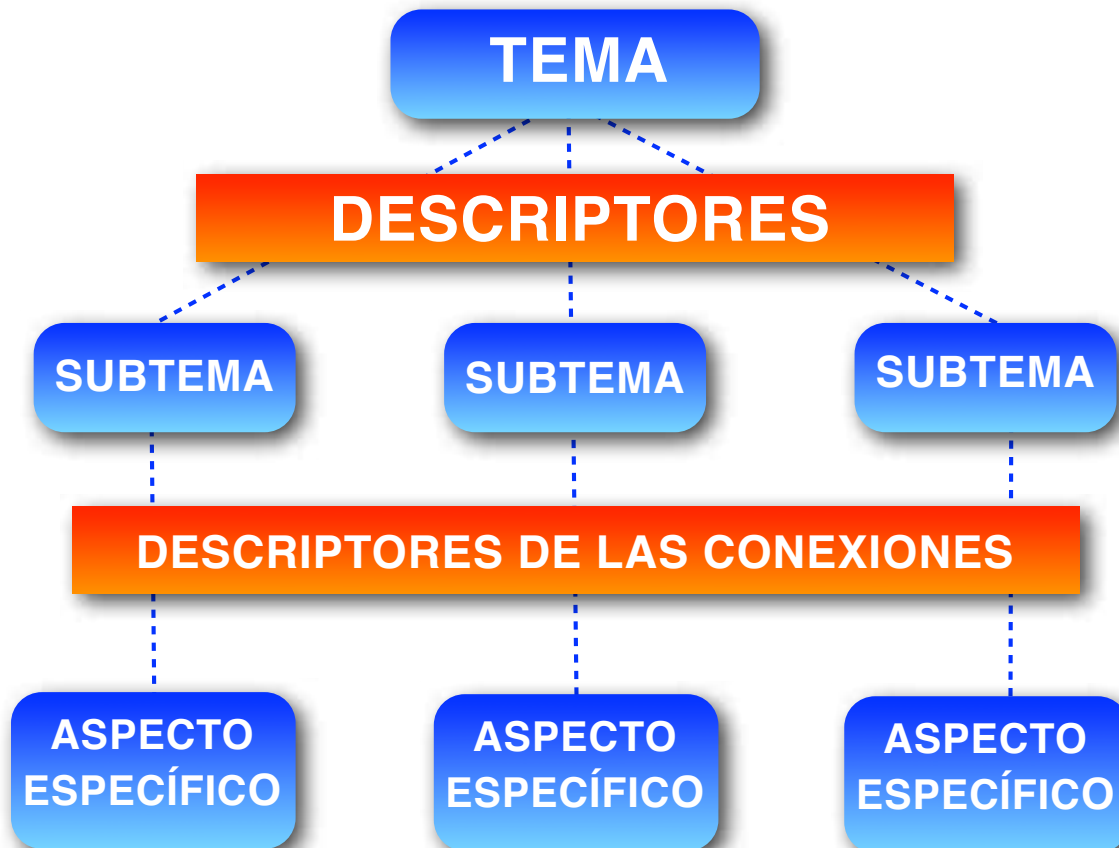 TEMA
DESCRIPTORES
SUBTEMA
SUBTEMA
SUBTEMA
DESCRIPTORES DE LAS CONEXIONES
ASPECTO
ESPECÍFICO
ASPECTO
ESPECÍFICO
ASPECTO
ESPECÍFICO